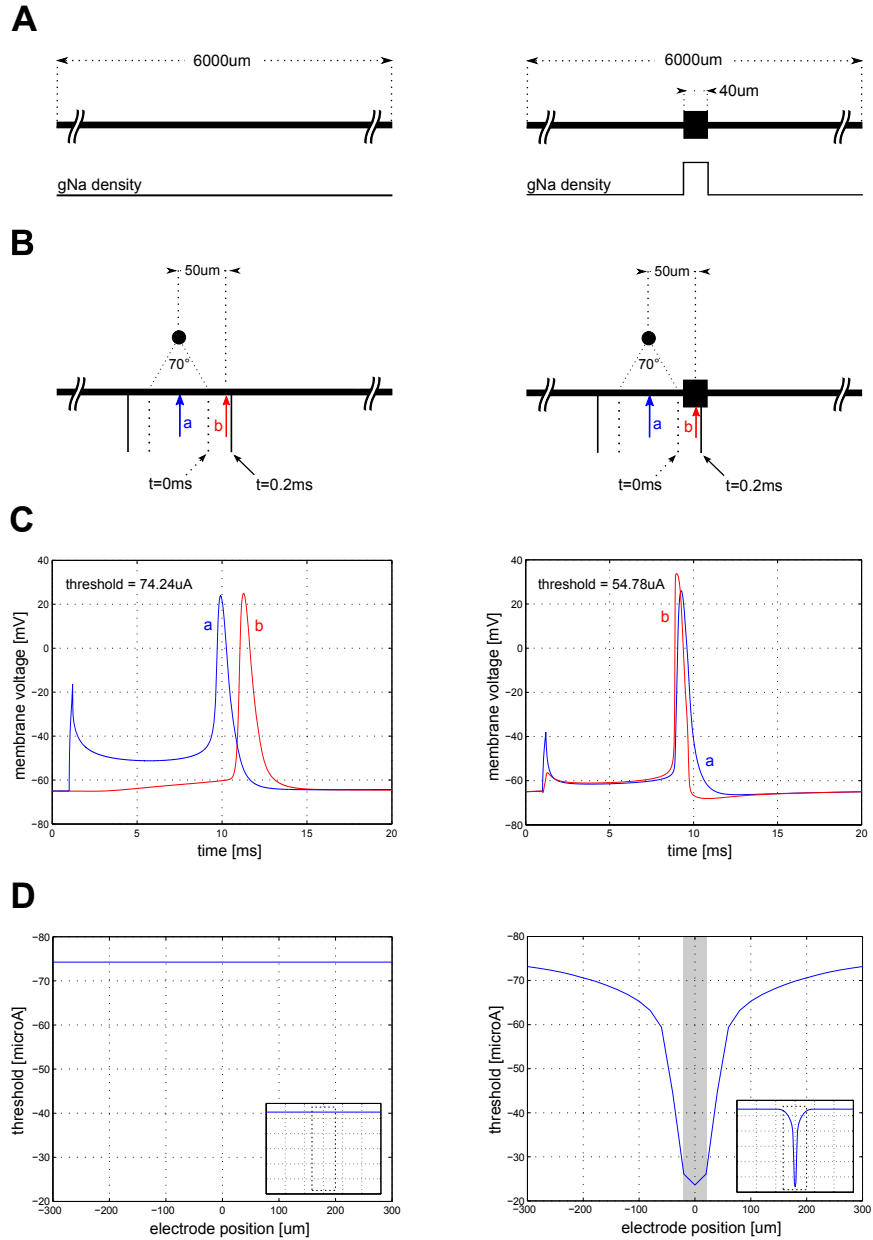 A
6000um
6000um
40um
gNa density
gNa density
B
50um
50um
70°
70°
a
b
a
b
t=0ms
t=0.2ms
t=0ms
t=0.2ms
C
threshold = 74.24uA
a
b
membrane voltage [mV]
60
40
20
0
−20
−40
−60
−80
0
5
10
15
20
time [ms]
threshold = 54.78uA
b
a
membrane voltage [mV]
60
40
20
0
−20
−40
−60
−80
0
5
10
15
20
time [ms]
D
threshold [microA]
−80
−70
−60
−50
−40
−30
−20
−300
−200
−100
0
100
200
300
electrode position [um]
threshold [microA]
−80
−70
−60
−50
−40
−30
−20
−300
−200
−100
0
100
200
300
electrode position [um]